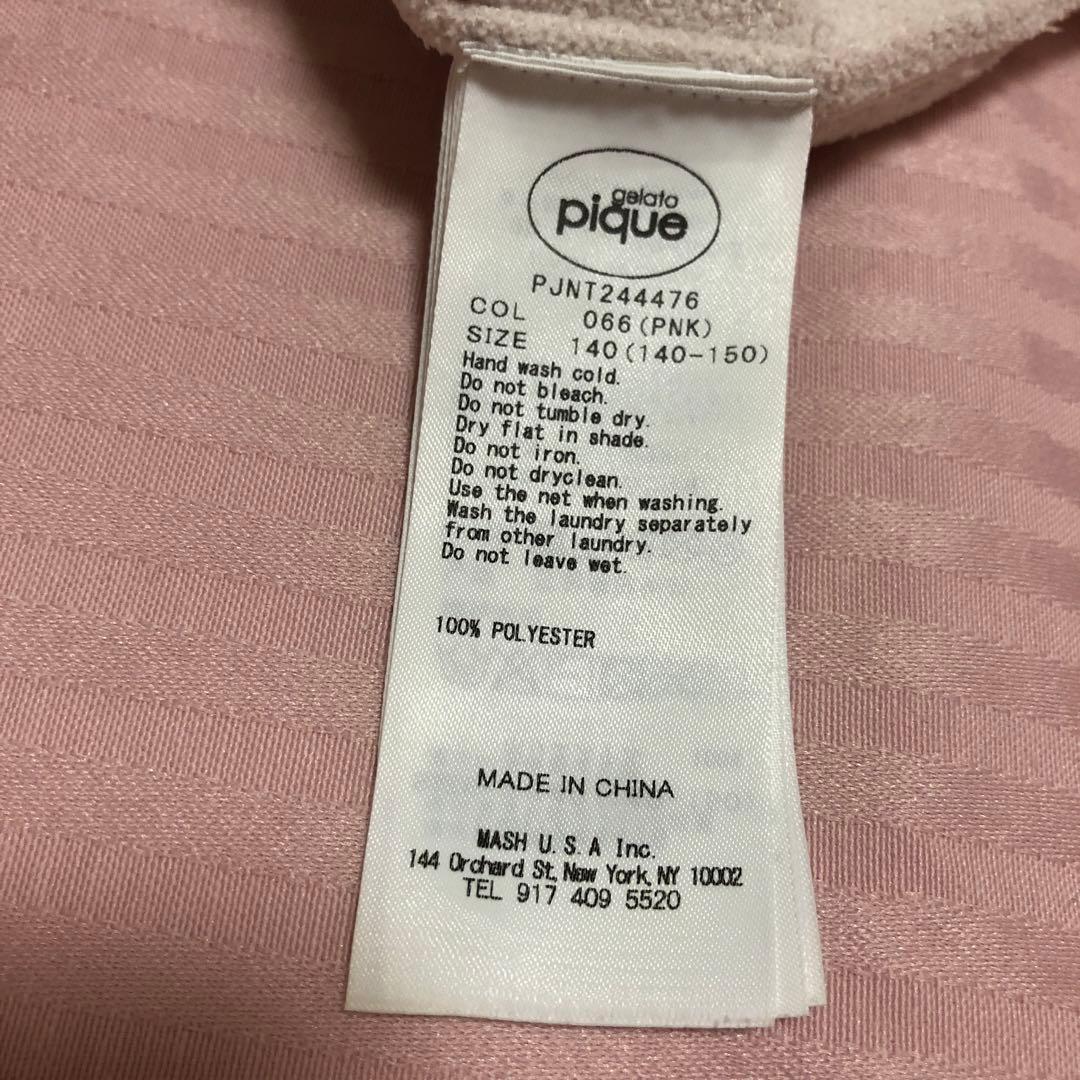 gelato
pique
PJNT244476
COL 066(PNK)
SIZE 140(140-150)
Hand wash cold.
Do not bleach.
Do not tumble dry.
Dry flat in shade.
Do not iron.
Do not dryclean.
Use the net when washing.
Wash the laundry separately
from other laundry.
Do not leave wet.
100% POLYESTER
MADE IN CHINA
MASH U.S.A Inc.
144 Orchard St, New York, NY 10002
TEL 917 409 5520